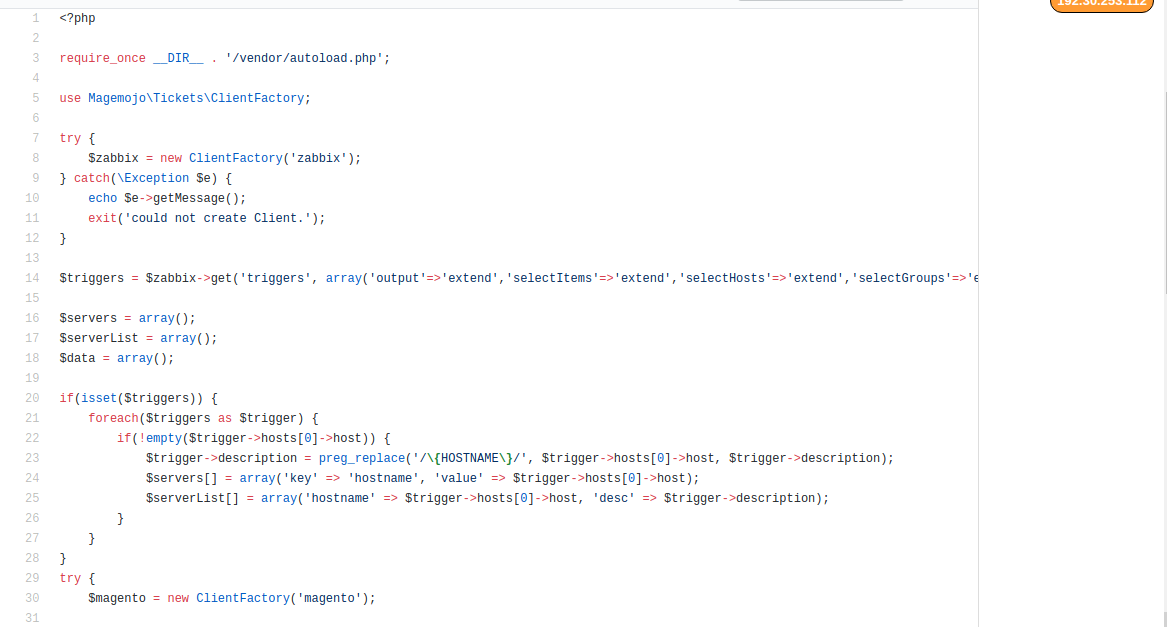 192.30.253.112
1 <?php
2
3 require_once __DIR__ . '/vendor/autoload.php';
4
5 use Magemojo\Tickets\ClientFactory;
6
7 try {
8     $zabbix = new ClientFactory('zabbix');
9 } catch(\Exception $e) {
10     echo $e->getMessage();
11     exit('could not create Client.');
12 }
13
14 $triggers = $zabbix->get('triggers', array('output'=>'extend','selectItems'=>'extend','selectHosts'=>'extend','selectGroups'=>'e
15
16 $servers = array();
17 $serverList = array();
18 $data = array();
19
20 if(isset($triggers)) {
21     foreach($triggers as $trigger) {
22         if(!empty($trigger->hosts[0]->host)) {
23             $trigger->description = preg_replace('/\{HOSTNAME\}/', $trigger->hosts[0]->host, $trigger->description);
24             $servers[] = array('key' => 'hostname', 'value' => $trigger->hosts[0]->host);
25             $serverList[] = array('hostname' => $trigger->hosts[0]->host, 'desc' => $trigger->description);
26         }
27     }
28 }
29 try {
30     $magento = new ClientFactory('magento');
31